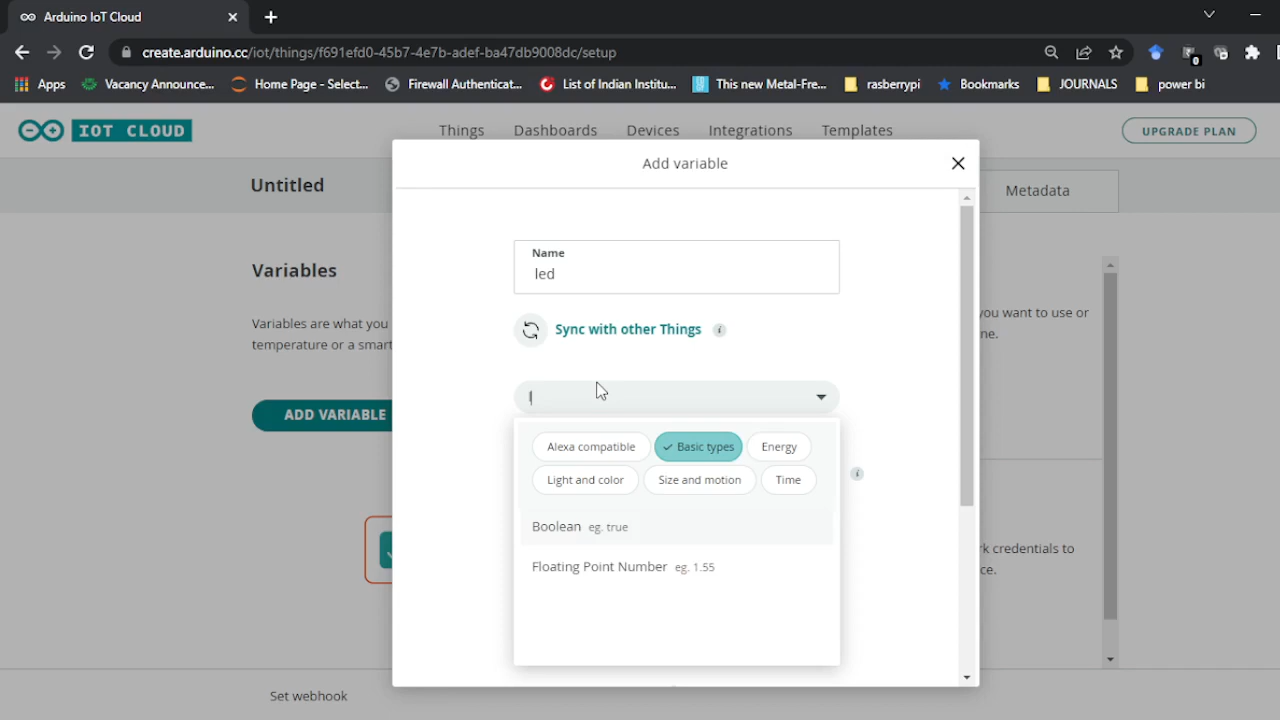 Arduino IoT Cloud
create.arduino.cc/iot/things/f691efd0-45b7-4e7b-adef-ba47db9008dc/setup
0
Apps Vacancy Announce... Home Page - Select... Firewall Authenticat... List of Indian Institu... This new Mesh-Fre... rasberrypi Bookmarks JOURNALS power bi
IOT CLOUD Things Dashboards Devices Integrations Templates UPGRADE PLAN
Add variable
Untitled
Metadata
Variables
Name
led
Variables are what you
temperature or a smart
you want to use or
ne.
Sync with other Things i
l
ADD VARIABLE
Alexa compatible Basic types Energy
Light and color Size and motion Time
i
Boolean eg. true
Floating Point Number eg. 1.55
k credentials to
ce.
Set webhook